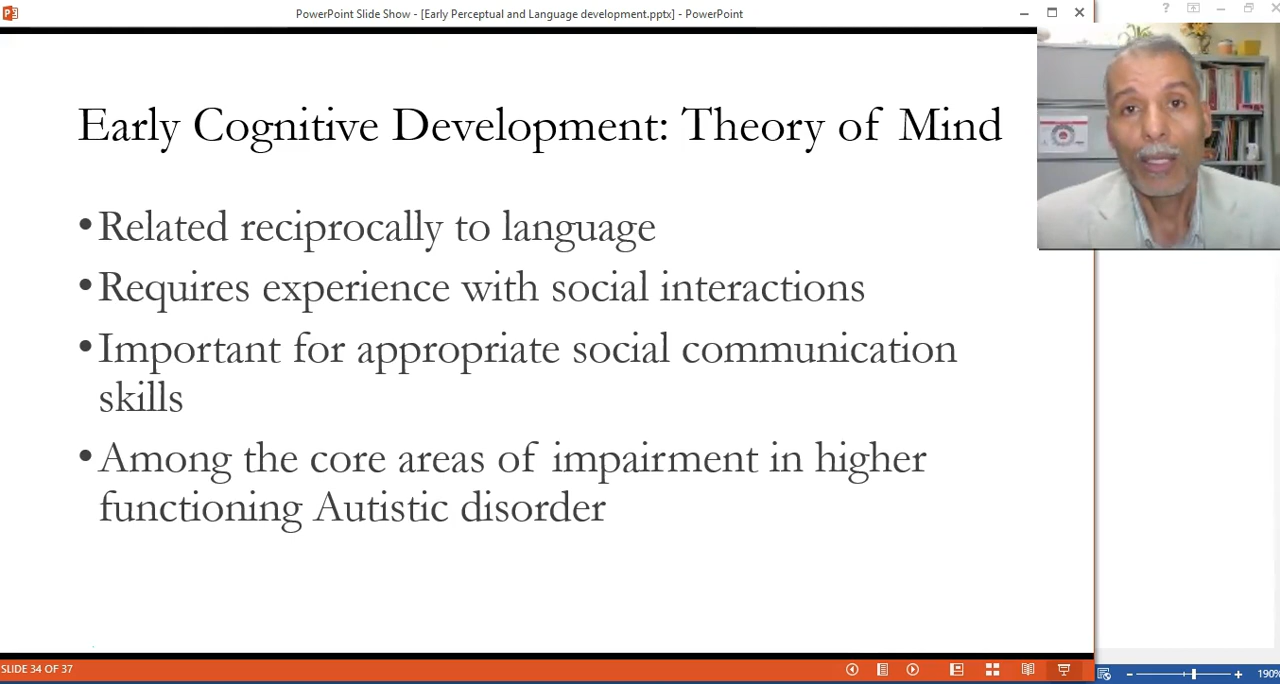 PowerPoint Slide Show - [Early Perceptual and Language development.pptx] - PowerPoint
Early Cognitive Development: Theory of Mind
•Related reciprocally to language
•Requires experience with social interactions
•Important for appropriate social communication
skills
•Among the core areas of impairment in higher
functioning Autistic disorder
SLIDE 34 OF 37
190%